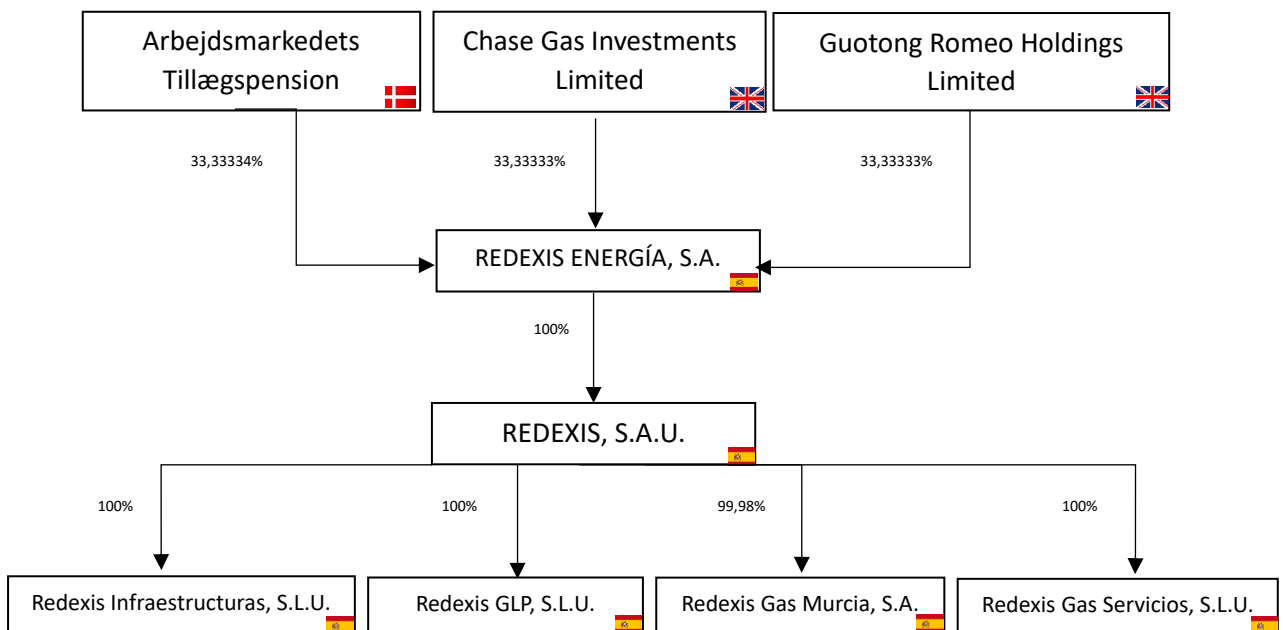 Arbejdsmarkedets
Tillægspension
Chase Gas Investments
Limited
Guotong Romeo Holdings
Limited
33,33334%
33,33333%
33,33333%
REDEXIS ENERGÍA, S.A.
100%
REDEXIS, S.A.U.
100%
100%
99,98%
100%
Redexis Infraestructuras, S.L.U.
Redexis GLP, S.L.U.
Redexis Gas Murcia, S.A.
Redexis Gas Servicios, S.L.U.